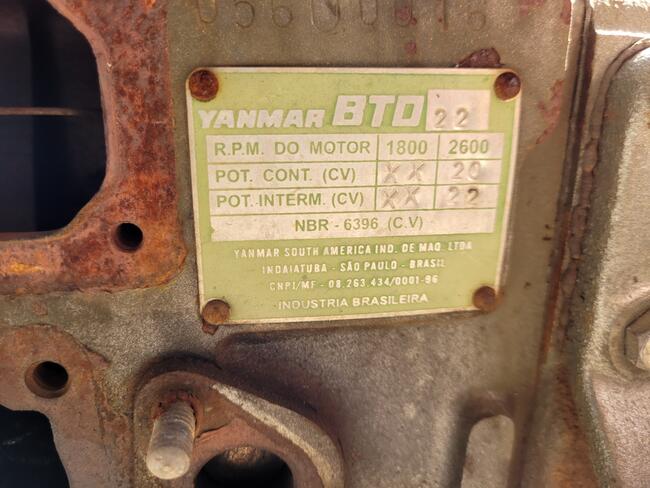 YANMAR BTD 22
R.P.M. DO MOTOR 1800 2600
POT. CONT. (CV) XX 20
POT. INTERM. (CV) XX 22
NBR - 6396 (C.V)
YANMAR SOUTH AMERICA IND. DE MAQ. LTDA
INDAIATUBA - SÃO PAULO - BRASIL
CNPJ/MF - 08.263.434/0001-96
INDÚSTRIA BRASILEIRA